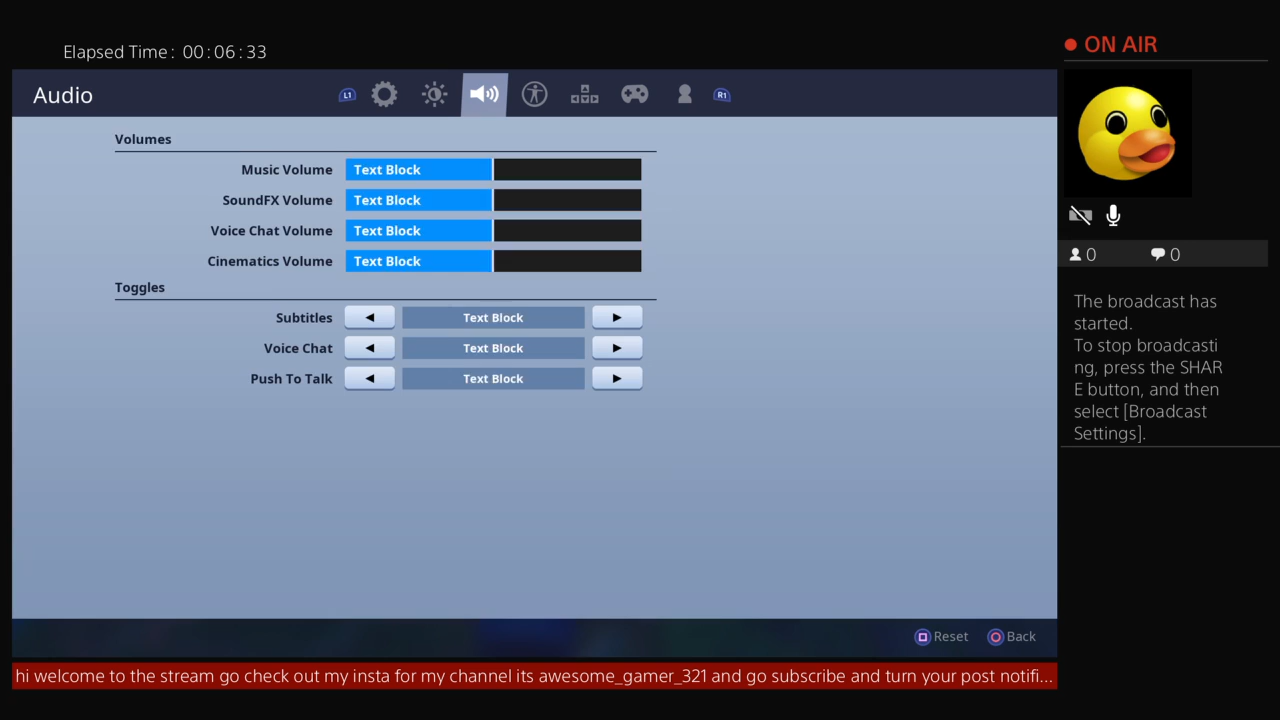 Elapsed Time: 00:06:33
ON AIR
Audio
L1
R1
Volumes
Music Volume Text Block
SoundFX Volume Text Block
Voice Chat Volume Text Block
Cinematics Volume Text Block
Toggles
Subtitles Text Block
Voice Chat Text Block
Push To Talk Text Block
0 0
The broadcast has
started.
To stop broadcasti
ng, press the SHAR
E button, and then
select [Broadcast
Settings].
Reset Back
hi welcome to the stream go check out my insta for my channel its awesome_gamer_321 and go subscribe and turn your post notifi...